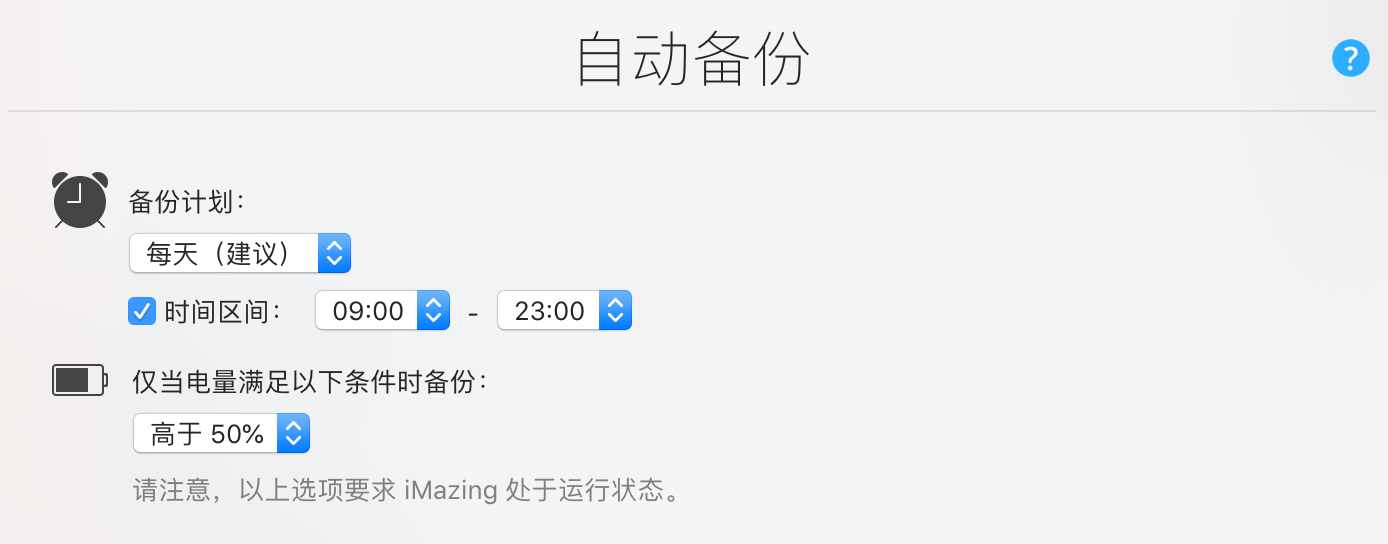 自动备份
?
备份计划：
每天（建议）
时间区间： 09:00 - 23:00
仅当电量满足以下条件时备份：
高于 50%
请注意，以上选项要求 iMazing 处于运行状态。